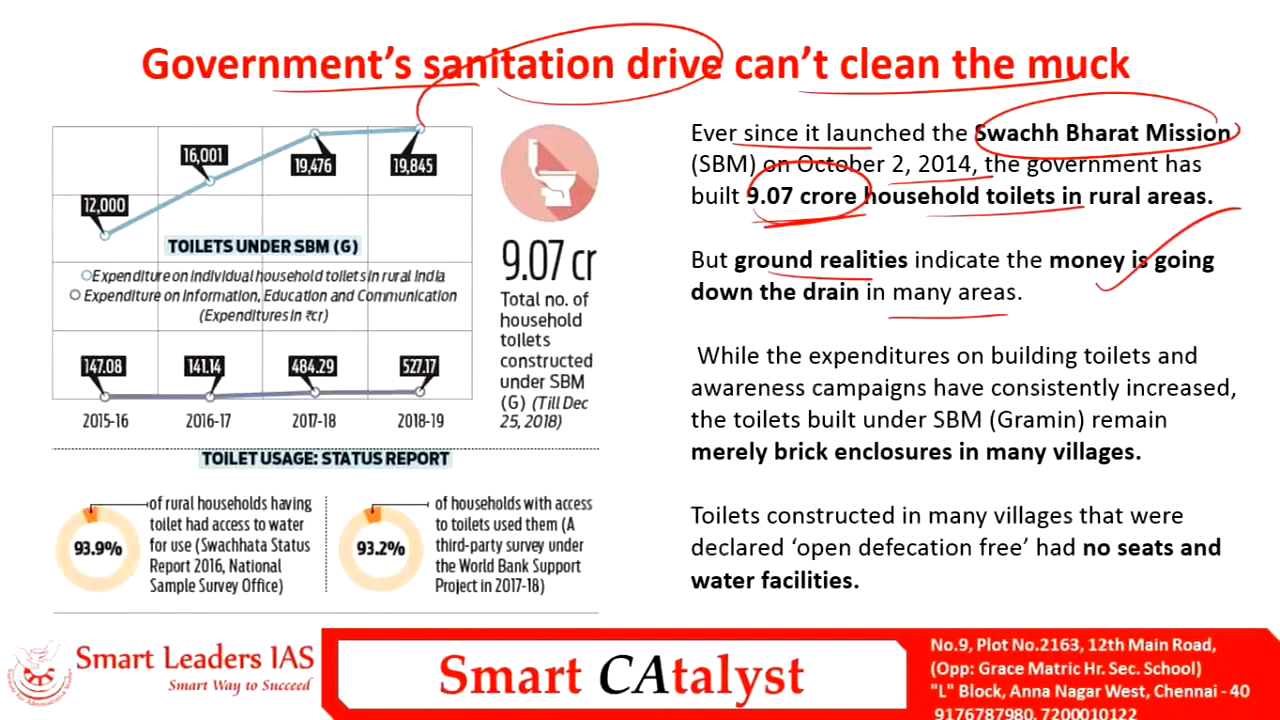 Government's sanitation drive can't clean the muck
12,000
16,001
19,476
19,845
TOILETS UNDER SBM (G)
Expenditure on individual household toilets in rural India
Expenditure on Information, Education and Communication
(Expenditures in ₹cr)
147.08
141.14
484.29
527.17
2015-16
2016-17
2017-18
2018-19
9.07 cr
Total no. of
household
toilets
constructed
under SBM
(G) (Till Dec
25, 2018)
TOILET USAGE: STATUS REPORT
93.9%
of rural households having
toilet had access to water
for use (Swachhata Status
Report 2016, National
Sample Survey Office)
93.2%
of households with access
to toilets used them (A
third-party survey under
the World Bank Support
Project in 2017-18)
Ever since it launched the Swachh Bharat Mission
(SBM) on October 2, 2014, the government has
built 9.07 crore household toilets in rural areas.
But ground realities indicate the money is going
down the drain in many areas.
While the expenditures on building toilets and
awareness campaigns have consistently increased,
the toilets built under SBM (Gramin) remain
merely brick enclosures in many villages.
Toilets constructed in many villages that were
declared 'open defecation free' had no seats and
water facilities.
Smart Leaders IAS
Smart Way to Succeed
Smart CAtalyst
No.9, Plot No.2163, 12th Main Road,
(Opp: Grace Matric Hr. Sec. School)
"L" Block, Anna Nagar West, Chennai - 40
9176787980, 7200010122